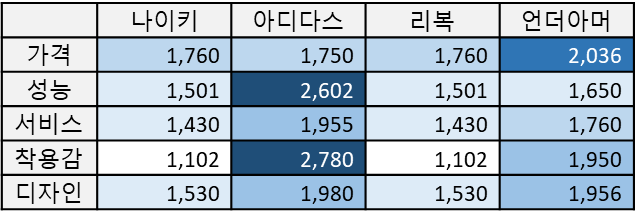 나이키 아디다스 리복 언더아머
가격 1,760 1,750 1,760 2,036
성능 1,501 2,602 1,501 1,650
서비스 1,430 1,955 1,430 1,760
착용감 1,102 2,780 1,102 1,950
디자인 1,530 1,980 1,530 1,956